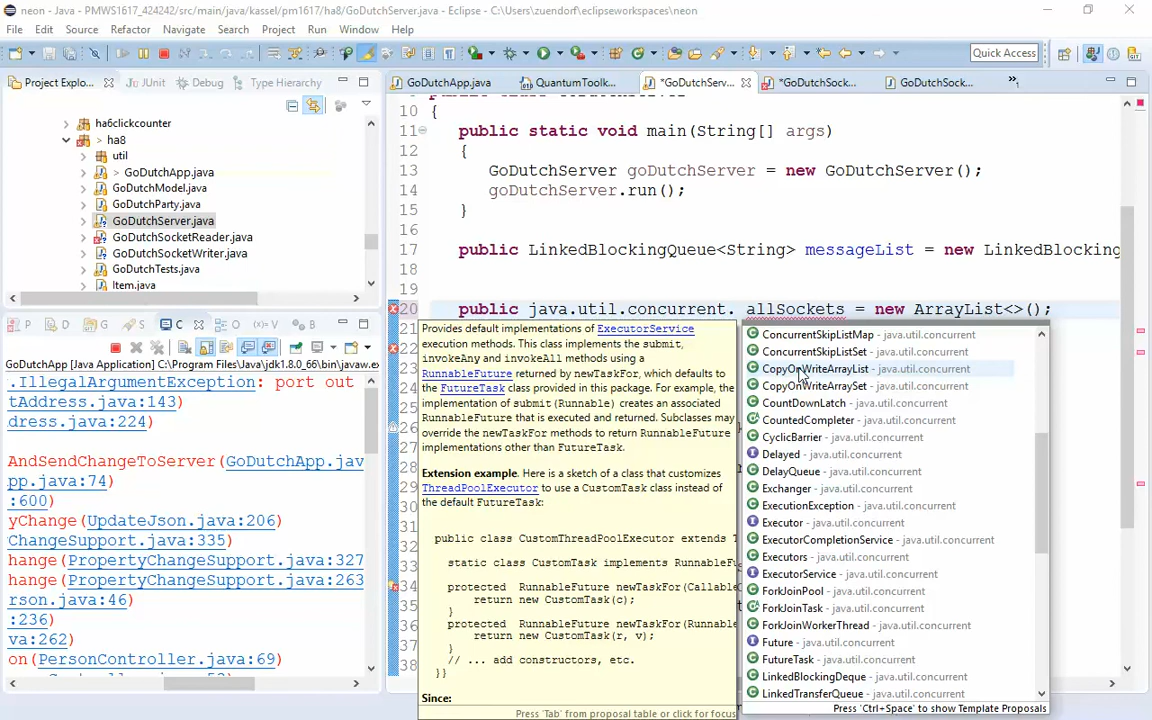 neon - Java - PMWS1617_424242/src/main/java/kassel/pm1617/ha8/GoDutchServer.java - Eclipse - C:\Users\zuendorf\eclipseworkspaces\neon
File Edit Source Refactor Navigate Search Project Run Window Help
Quick Access
Project Explo...
JUnit
Debug
Type Hierarchy
GoDutchApp.java
QuantumToolk...
*GoDutchServ...
*GoDutchSock...
GoDutchSock...
ha6clickcounter
> ha8
util
> GoDutchApp.java
GoDutchModel.java
GoDutchParty.java
GoDutchServer.java
GoDutchSocketReader.java
GoDutchSocketWriter.java
GoDutchTests.java
Item.java
10 {
11 public static void main(String[] args)
12 {
13 GoDutchServer goDutchServer = new GoDutchServer();
14 goDutchServer.run();
15 }
16
17 public LinkedBlockingQueue<String> messageList = new LinkedBlocking
18
19
20 public java.util.concurrent. allSockets = new ArrayList<>();
P D G S C O V
GoDutchApp [Java Application] C:\Program Files\Java\jdk1.8.0_66\bin\javaw.ex
.IllegalArgumentException: port out
tAddress.java:143)
dress.java:224)
AndSendChangeToServer(GoDutchApp.jav
pp.java:74)
:600)
yChange(UpdateJson.java:206)
ChangeSupport.java:335)
hange(PropertyChangeSupport.java:327
hange(PropertyChangeSupport.java:263
rson.java:46)
:236)
va:262)
on(PersonController.java:69)
Provides default implementations of ExecutorService
execution methods. This class implements the submit,
invokeAny and invokeAll methods using a
RunnableFuture returned by newTaskFor, which defaults to
the FutureTask class provided in this package. For example, the
implementation of submit(Runnable) creates an associated
RunnableFuture that is executed and returned. Subclasses may
override the newTaskFor methods to return RunnableFuture
implementations other than FutureTask.
Extension example. Here is a sketch of a class that customizes
ThreadPoolExecutor to use a CustomTask class instead of
the default FutureTask:
public class CustomThreadPoolExecutor extends T
static class CustomTask implements RunnableFu
protected RunnableFuture newTaskFor(Callabl
return new CustomTask(c);
}
protected RunnableFuture newTaskFor(Runnabl
return new CustomTask(r, v);
}
// ... add constructors, etc.
}}
Since:
Press 'Tab' from proposal table or click for focus
ConcurrentSkipListMap - java.util.concurrent
ConcurrentSkipListSet - java.util.concurrent
CopyOnWriteArrayList - java.util.concurrent
CopyOnWriteArraySet - java.util.concurrent
CountDownLatch - java.util.concurrent
CountedCompleter - java.util.concurrent
CyclicBarrier - java.util.concurrent
Delayed - java.util.concurrent
DelayQueue - java.util.concurrent
Exchanger - java.util.concurrent
ExecutionException - java.util.concurrent
Executor - java.util.concurrent
ExecutorCompletionService - java.util.concurrent
Executors - java.util.concurrent
ExecutorService - java.util.concurrent
ForkJoinPool - java.util.concurrent
ForkJoinTask - java.util.concurrent
ForkJoinWorkerThread - java.util.concurrent
Future - java.util.concurrent
FutureTask - java.util.concurrent
LinkedBlockingDeque - java.util.concurrent
LinkedTransferQueue - java.util.concurrent
Press 'Ctrl+Space' to show Template Proposals